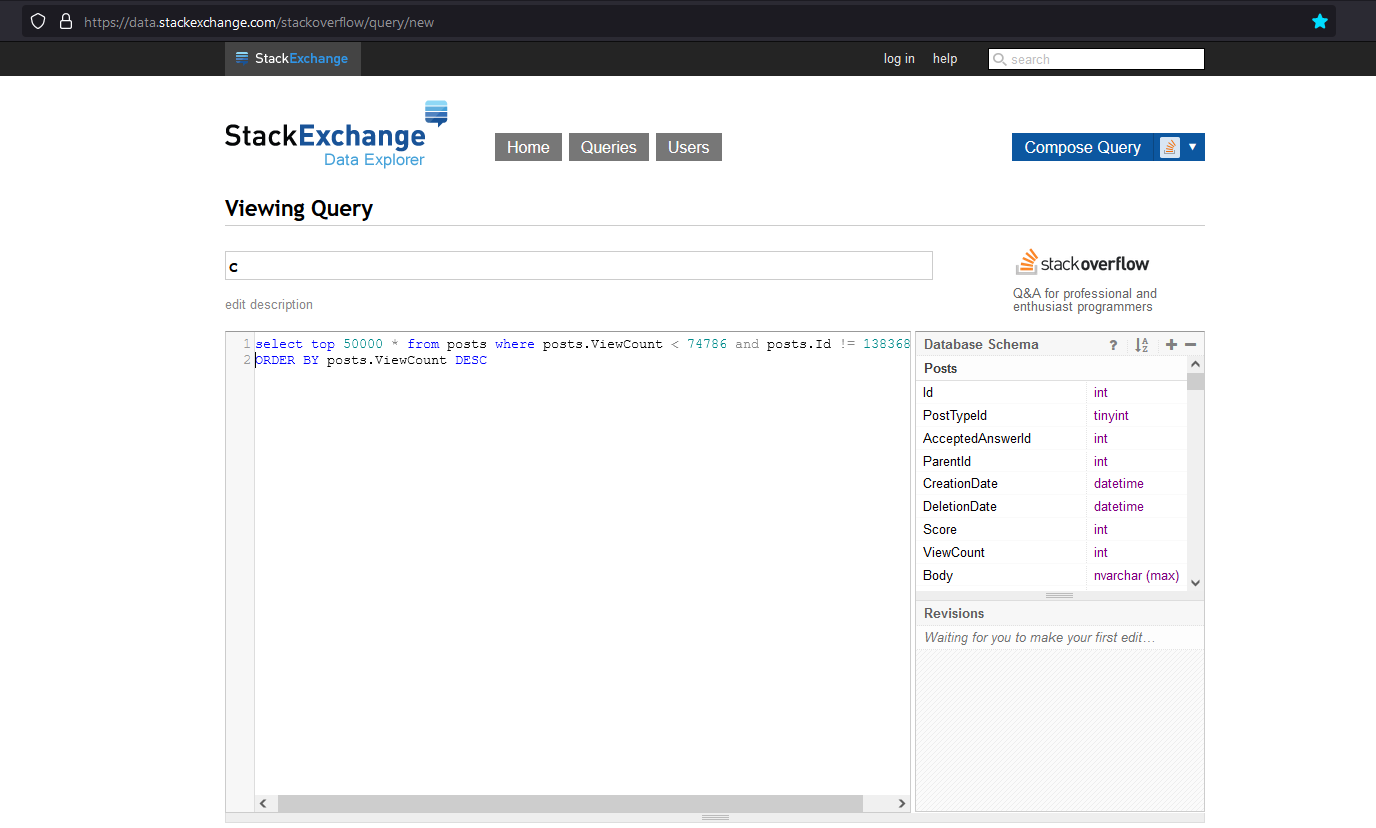 https://data.stackexchange.com/stackoverflow/query/new
StackExchange
log in help search
StackExchange
Data Explorer
Home Queries Users
Compose Query ▼
Viewing Query
c
stackoverflow
edit description
Q&A for professional and
enthusiast programmers
1 select top 50000 * from posts where posts.ViewCount < 74786 and posts.Id != 138368
2 ORDER BY posts.ViewCount DESC
Database Schema ? A Z + −
Posts
Id int
PostTypeId tinyint
AcceptedAnswerId int
ParentId int
CreationDate datetime
DeletionDate datetime
Score int
ViewCount int
Body nvarchar (max)
Revisions
Waiting for you to make your first edit…